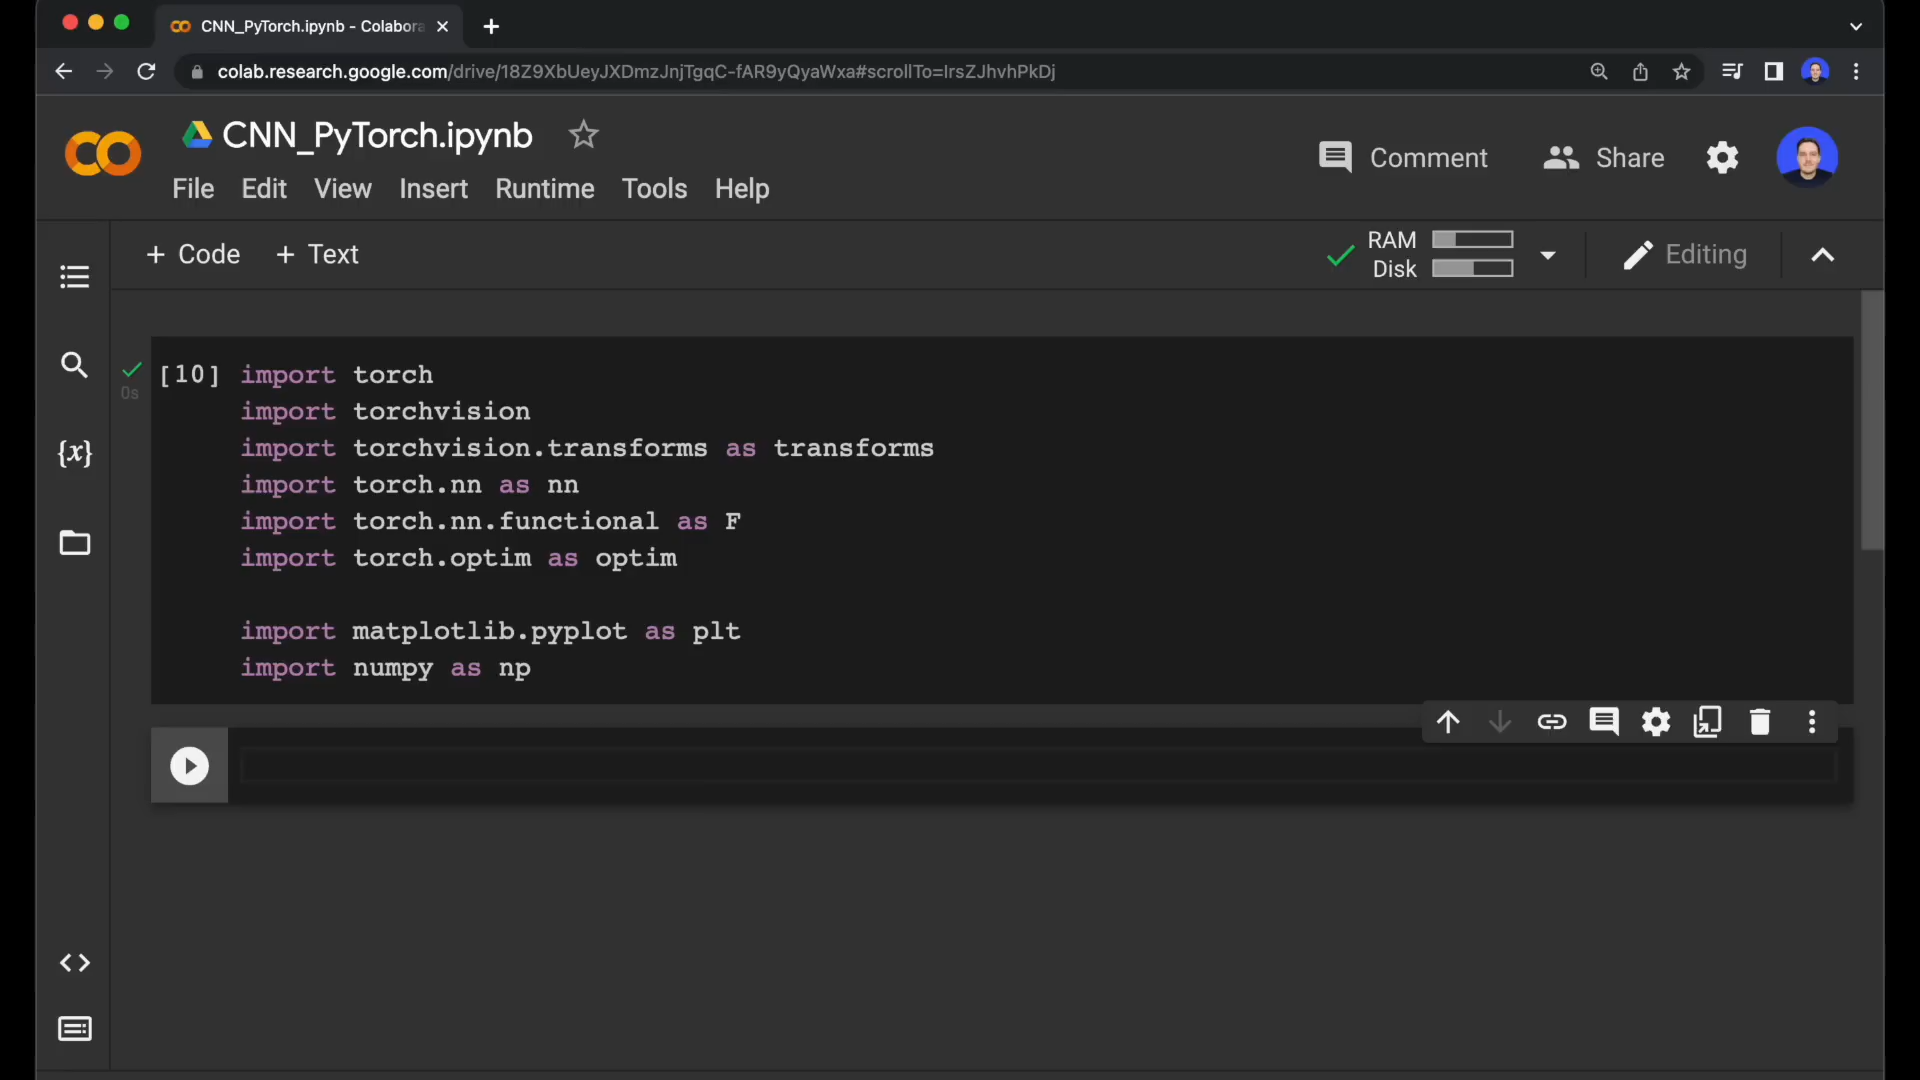 CNN_PyTorch.ipynb - Colabora
colab.research.google.com/drive/18Z9XbUeyJXDmzJnjTgqC-fAR9yQyaWxa#scrollTo=lrsZJhvhPkDj
CNN_PyTorch.ipynb
Comment Share
File Edit View Insert Runtime Tools Help
+ Code + Text
RAM
Disk
Editing
[10] import torch
0s
import torchvision
import torchvision.transforms as transforms
import torch.nn as nn
import torch.nn.functional as F
import torch.optim as optim
import matplotlib.pyplot as plt
import numpy as np
{x}